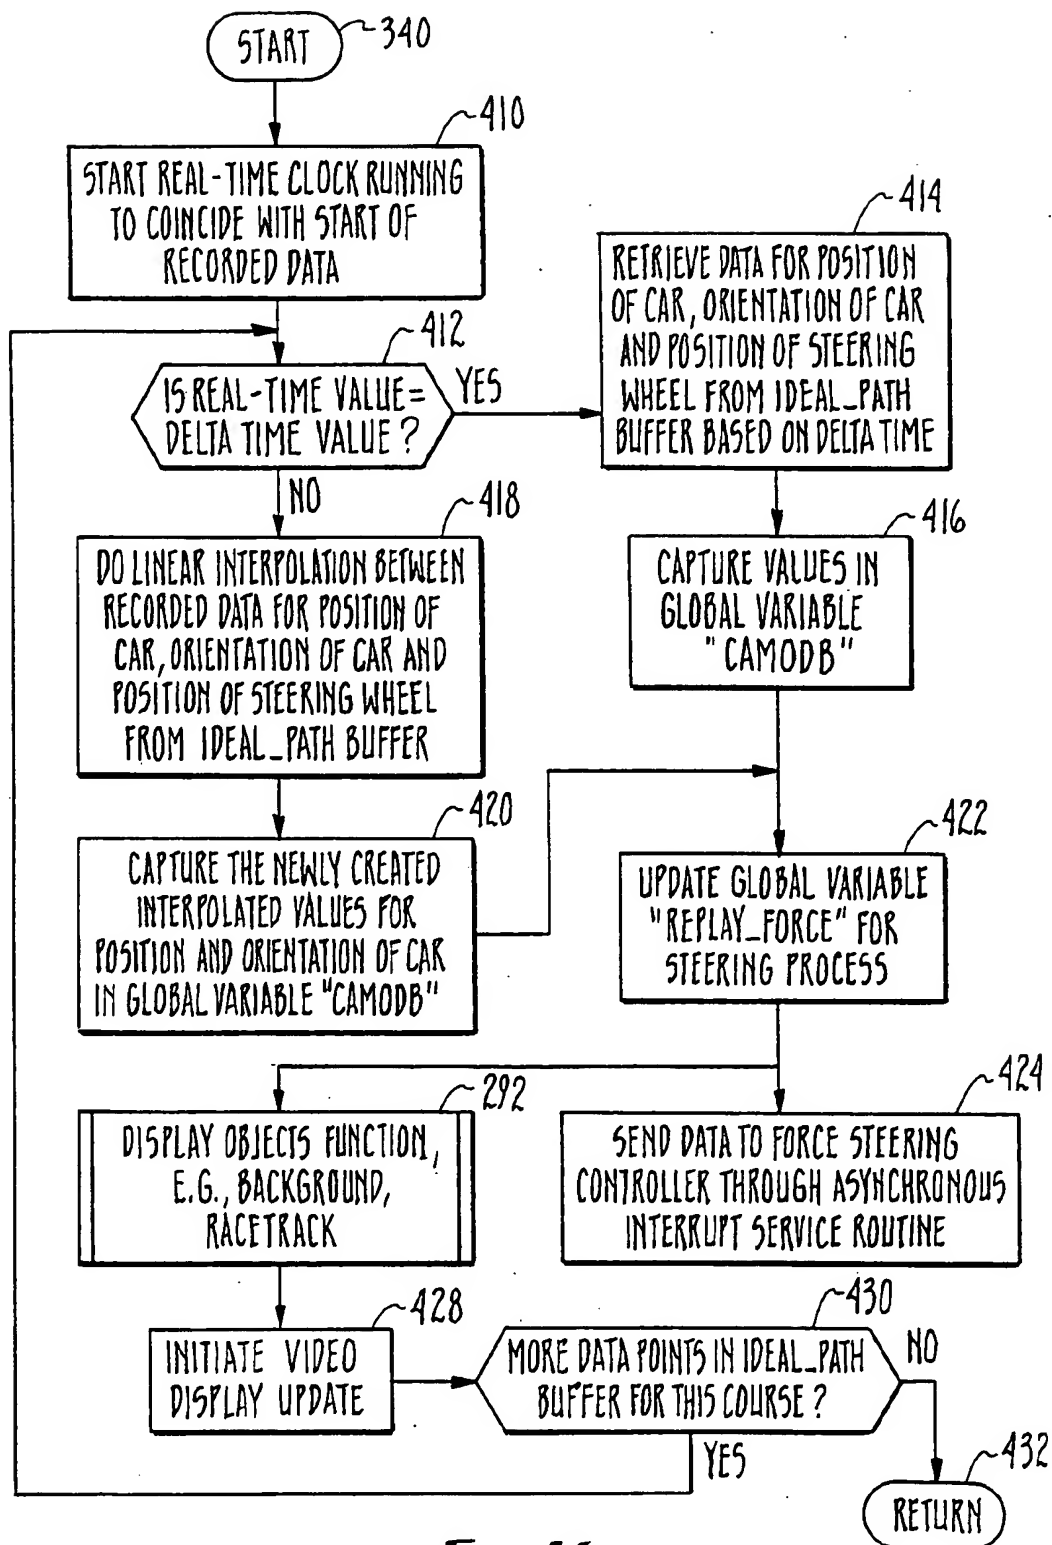 START
340
410
START REAL-TIME CLOCK RUNNING
TO COINCIDE WITH START OF
RECORDED DATA
412
IS REAL-TIME VALUE=
DELTA TIME VALUE?
YES
NO
414
RETRIEVE DATA FOR POSITION
OF CAR, ORIENTATION OF CAR
AND POSITION OF STEERING
WHEEL FROM IDEAL_PATH
BUFFER BASED ON DELTA TIME
416
CAPTURE VALUES IN
GLOBAL VARIABLE
"CAMODB"
418
DO LINEAR INTERPOLATION BETWEEN
RECORDED DATA FOR POSITION OF
CAR, ORIENTATION OF CAR AND
POSITION OF STEERING WHEEL
FROM IDEAL_PATH BUFFER
420
CAPTURE THE NEWLY CREATED
INTERPOLATED VALUES FOR
POSITION AND ORIENTATION OF CAR
IN GLOBAL VARIABLE "CAMODB"
422
UPDATE GLOBAL VARIABLE
"REPLAY_FORCE" FOR
STEERING PROCESS
292
DISPLAY OBJECTS FUNCTION,
E.G., BACKGROUND,
RACETRACK
424
SEND DATA TO FORCE STEERING
CONTROLLER THROUGH ASYNCHRONOUS
INTERRUPT SERVICE ROUTINE
428
INITIATE VIDEO
DISPLAY UPDATE
430
MORE DATA POINTS IN IDEAL_PATH
BUFFER FOR THIS COURSE?
NO
YES
432
RETURN